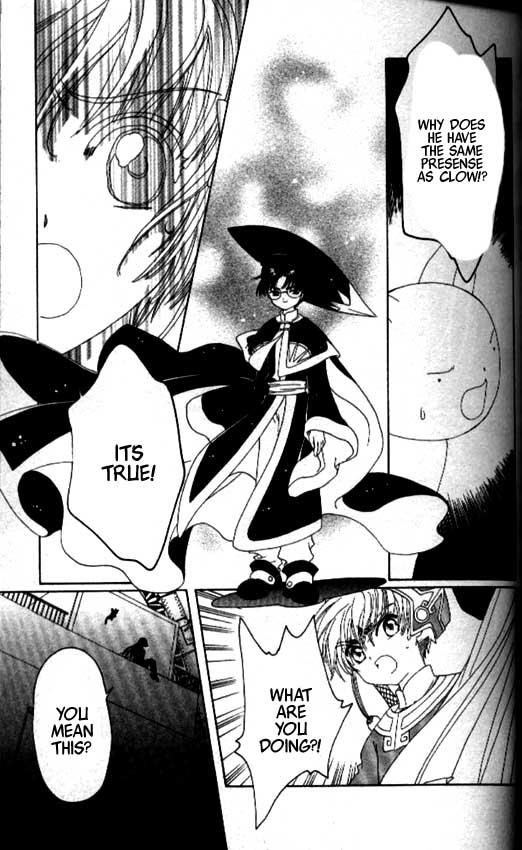 WHY DOES
HE HAVE
THE SAME
PRESENSE
AS CLOW!?
ITS
TRUE!
WHAT
ARE
YOU
DOING?!
YOU
MEAN
THIS?